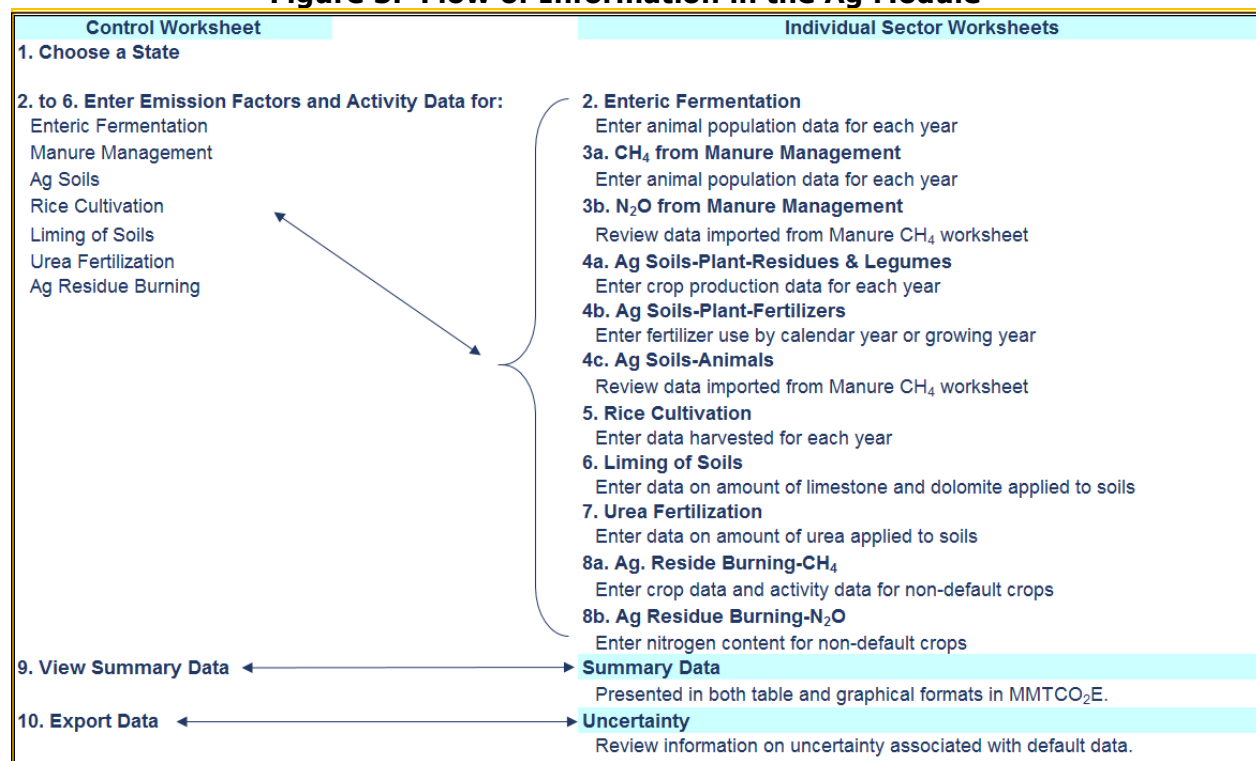 Figure 3. Flow of Information in the Ag Module
Control Worksheet
1. Choose a State
2. to 6. Enter Emission Factors and Activity Data for:
Enteric Fermentation
Manure Management
Ag Soils
Rice Cultivation
Liming of Soils
Urea Fertilization
Ag Residue Burning
Individual Sector Worksheets
2. Enteric Fermentation
Enter animal population data for each year
3a. CH₄ from Manure Management
Enter animal population data for each year
3b. N₂O from Manure Management
Review data imported from Manure CH₄ worksheet
4a. Ag Soils-Plant-Residues & Legumes
Enter crop production data for each year
4b. Ag Soils-Plant-Fertilizers
Enter fertilizer use by calendar year or growing year
4c. Ag Soils-Animals
Review data imported from Manure CH₄ worksheet
5. Rice Cultivation
Enter data harvested for each year
6. Liming of Soils
Enter data on amount of limestone and dolomite applied to soils
7. Urea Fertilization
Enter data on amount of urea applied to soils
8a. Ag. Reside Burning-CH₄
Enter crop data and activity data for non-default crops
8b. Ag Residue Burning-N₂O
Enter nitrogen content for non-default crops
9. View Summary Data
Summary Data
Presented in both table and graphical formats in MMTCO₂E.
10. Export Data
Uncertainty
Review information on uncertainty associated with default data.